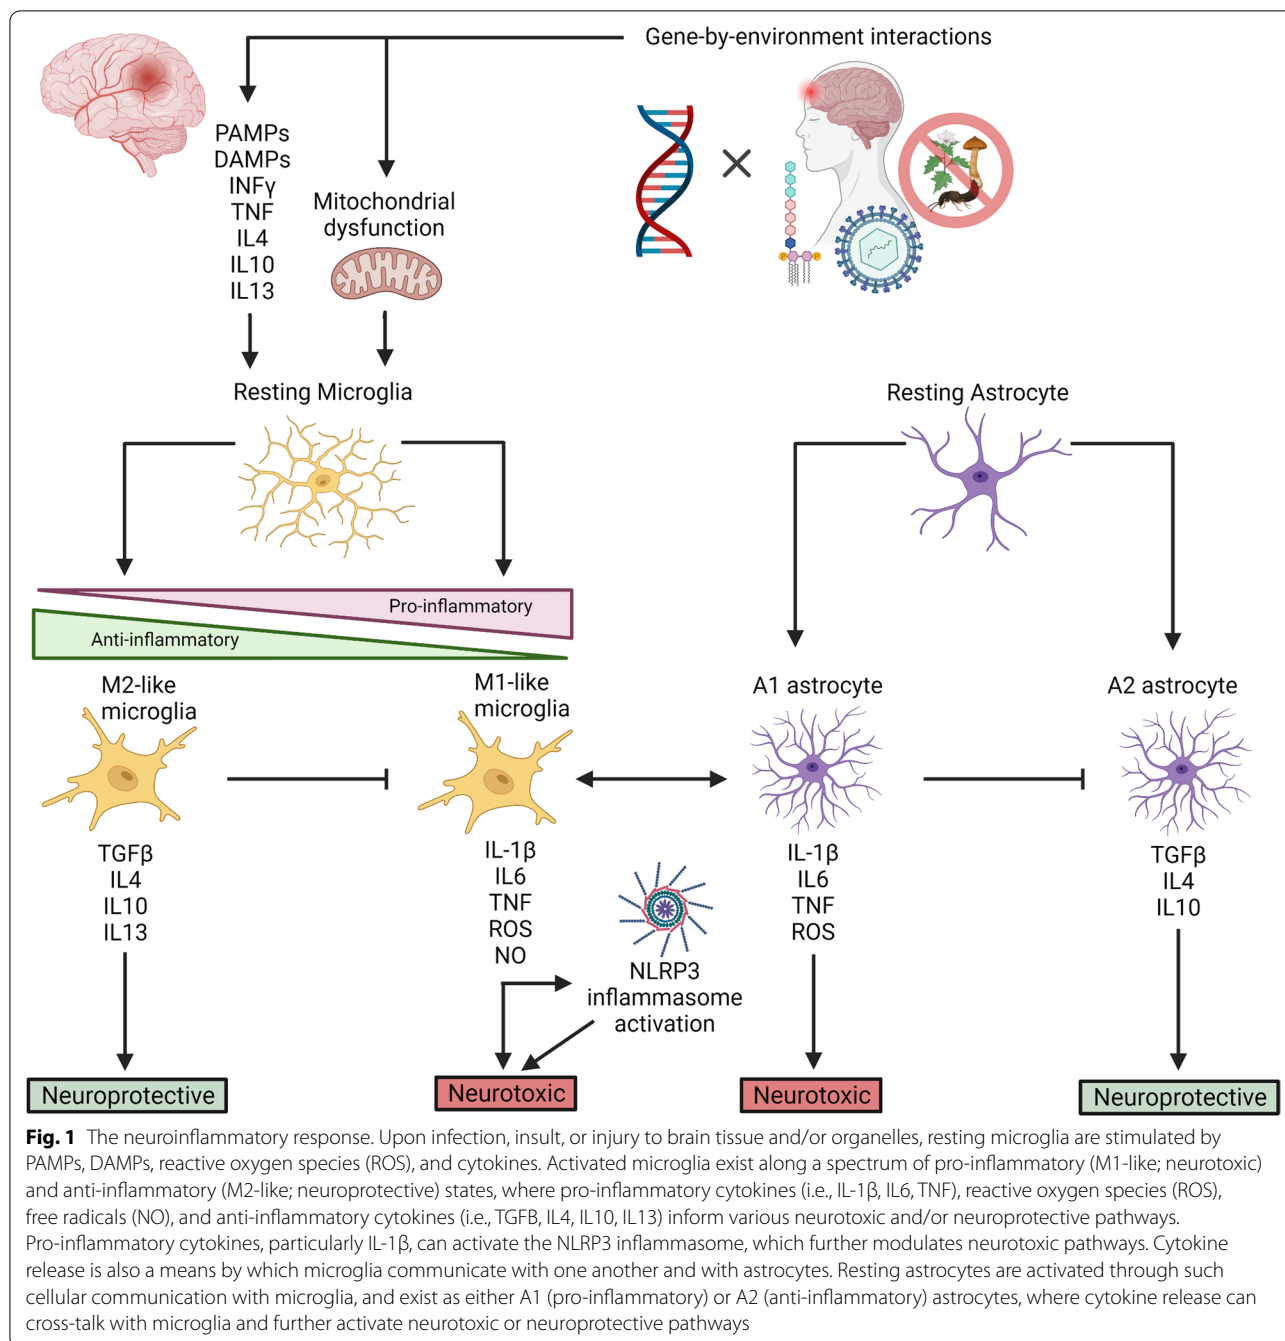 Gene-by-environment interactions
PAMPs
DAMPs
INFγ
TNF
IL4
IL10
IL13
Mitochondrial
dysfunction
P
P
Resting Microglia
Resting Astrocyte
Pro-inflammatory
Anti-inflammatory
M2-like
microglia
M1-like
microglia
A1 astrocyte
A2 astrocyte
TGFβ
IL4
IL10
IL13
IL-1β
IL6
TNF
ROS
NO
NLRP3
inflammasome
activation
IL-1β
IL6
TNF
ROS
TGFβ
IL4
IL10
Neuroprotective
Neurotoxic
Neurotoxic
Neuroprotective
Fig. 1 The neuroinflammatory response. Upon infection, insult, or injury to brain tissue and/or organelles, resting microglia are stimulated by
PAMPs, DAMPs, reactive oxygen species (ROS), and cytokines. Activated microglia exist along a spectrum of pro-inflammatory (M1-like; neurotoxic)
and anti-inflammatory (M2-like; neuroprotective) states, where pro-inflammatory cytokines (i.e., IL-1β, IL6, TNF), reactive oxygen species (ROS),
free radicals (NO), and anti-inflammatory cytokines (i.e., TGFB, IL4, IL10, IL13) inform various neurotoxic and/or neuroprotective pathways.
Pro-inflammatory cytokines, particularly IL-1β, can activate the NLRP3 inflammasome, which further modulates neurotoxic pathways. Cytokine
release is also a means by which microglia communicate with one another and with astrocytes. Resting astrocytes are activated through such
cellular communication with microglia, and exist as either A1 (pro-inflammatory) or A2 (anti-inflammatory) astrocytes, where cytokine release can
cross-talk with microglia and further activate neurotoxic or neuroprotective pathways